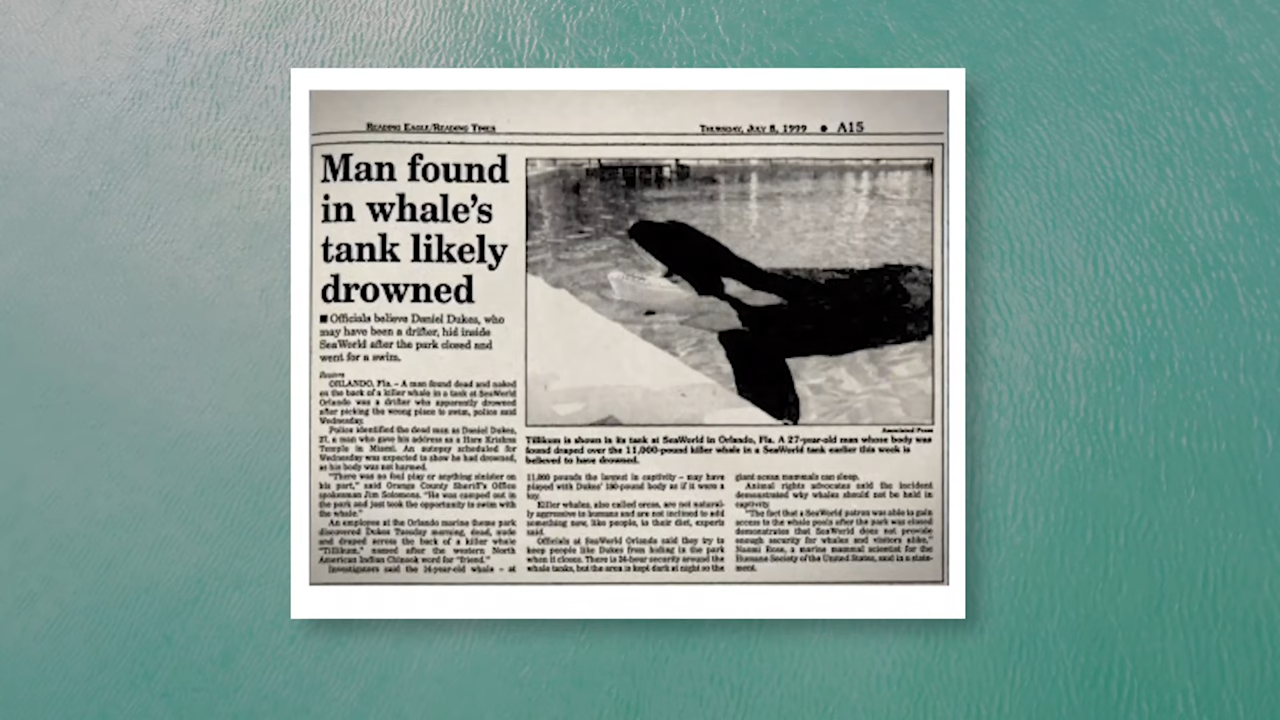 READING EAGLE/READING TIMES
THURSDAY, JULY 8, 1999 ● A15
Man found
in whale's
tank likely
drowned
■ Officials believe Daniel Dukes, who
may have been a drifter, hid inside
SeaWorld after the park closed and
went for a swim.
Reuters
ORLANDO, Fla. – A man found dead and naked
on the back of a killer whale in a tank at SeaWorld
Orlando was a drifter who apparently drowned
after picking the wrong place to swim, police said
Wednesday.
Police identified the dead man as Daniel Dukes,
27, a man who gave his address as a Hare Krishna
Temple in Miami. An autopsy scheduled for
Wednesday was expected to show he had drowned,
as his body was not harmed.
"There was no foul play or anything sinister on
his part," said Orange County Sheriff's Office
spokesman Jim Solomons. "He was camped out in
the park and just took the opportunity to swim with
the whale."
An employee at the Orlando marine theme park
discovered Dukes Tuesday morning, dead, nude
and draped across the back of a killer whale
"Tillikum," named after the western North
American Indian Chinook word for "friend."
Investigators said the 24-year-old whale – at
Associated Press
Tillikum is shown in its tank at SeaWorld in Orlando, Fla. A 27-year-old man whose body was
found draped over the 11,000-pound killer whale in a SeaWorld tank earlier this week is
believed to have drowned.
11,000 pounds the largest in captivity – may have
played with Dukes' 180-pound body as if it were a
toy.
Killer whales, also called orcas, are not natural-
ly aggressive to humans and are not inclined to add
something new, like people, to their diet, experts
said.
Officials at SeaWorld Orlando said they try to
keep people like Dukes from hiding in the park
when it closes. There is 24-hour security around the
whale tanks, but the area is kept dark at night so the
giant ocean mammals can sleep.
Animal rights advocates said the incident
demonstrated why whales should not be held in
captivity.
"The fact that a SeaWorld patron was able to gain
access to the whale pools after the park was closed
demonstrates that SeaWorld does not provide
enough security for whales and visitors alike,"
Naomi Rose, a marine mammal scientist for the
Humane Society of the United States, said in a state-
ment.